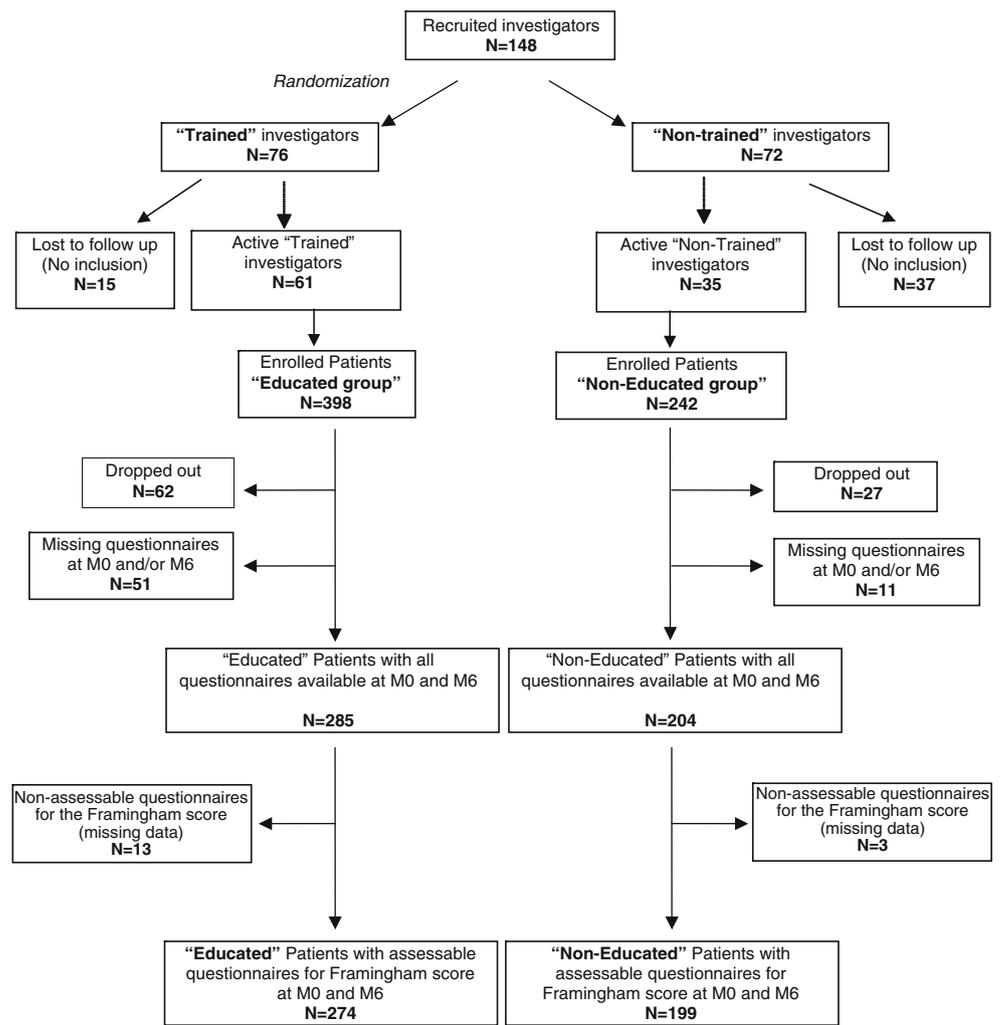 Recruited investigators
N=148
Randomization
“Trained” investigators
N=76
“Non-trained” investigators
N=72
Lost to follow up
(No inclusion)
N=15
Active “Trained”
investigators
N=61
Active “Non-Trained”
investigators
N=35
Lost to follow up
(No inclusion)
N=37
Enrolled Patients
“Educated group”
N=398
Enrolled Patients
“Non-Educated group”
N=242
Dropped out
N=62
Dropped out
N=27
Missing questionnaires
at M0 and/or M6
N=51
Missing questionnaires
at M0 and/or M6
N=11
“Educated” Patients with all
questionnaires available at M0 and M6
N=285
“Non-Educated” Patients with all
questionnaires available at M0 and M6
N=204
Non-assessable questionnaires
for the Framingham score
(missing data)
N=13
Non-assessable questionnaires
for the Framingham score
(missing data)
N=3
“Educated” Patients with assessable
questionnaires for Framingham score
at M0 and M6
N=274
“Non-Educated” Patients with
assessable questionnaires for
Framingham score at M0 and M6
N=199